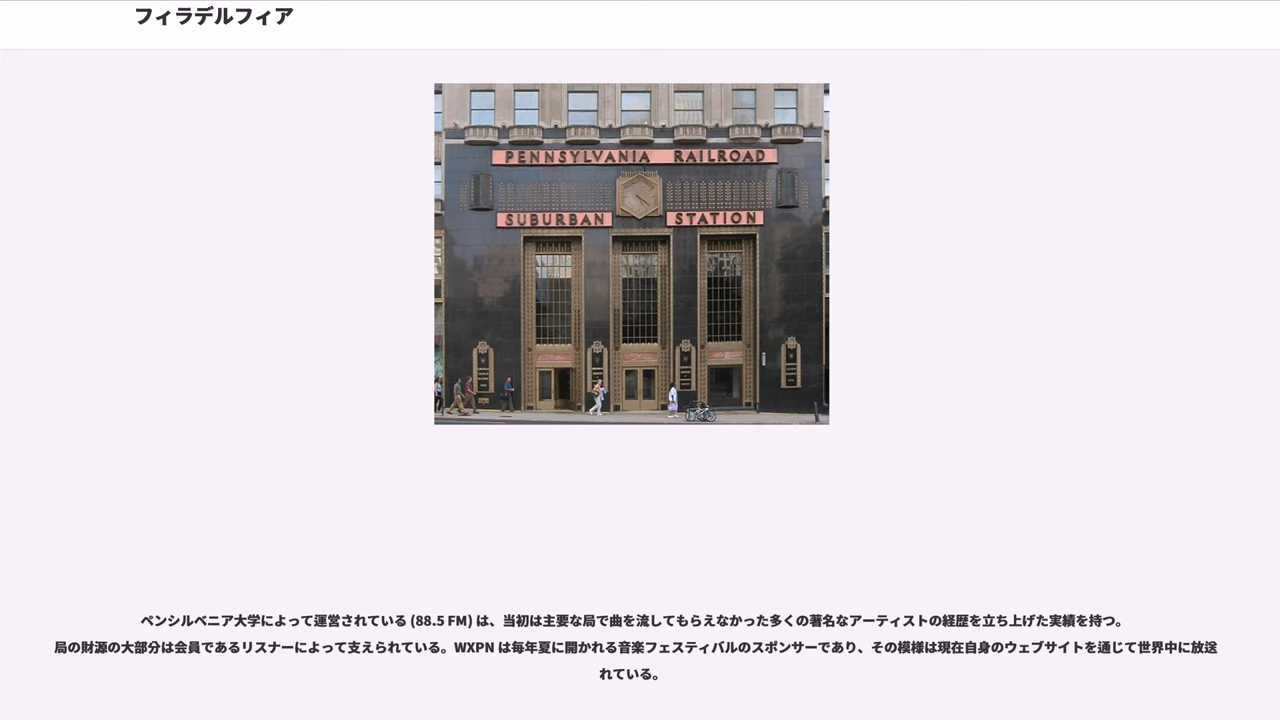 フィラデルフィア
PENNSYLVANIA RAILROAD
SUBURBAN STATION
ペンシルベニア大学によって運営されている (88.5 FM) は、当初は主要な局で曲を流してもらえなかった多くの著名なアーティストの経歴を立ち上げた実績を持つ。
局の財源の大部分は会員であるリスナーによって支えられている。WXPN は毎年夏に開かれる音楽フェスティバルのスポンサーであり、その模様は現在自身のウェブサイトを通じて世界中に放送
れている。